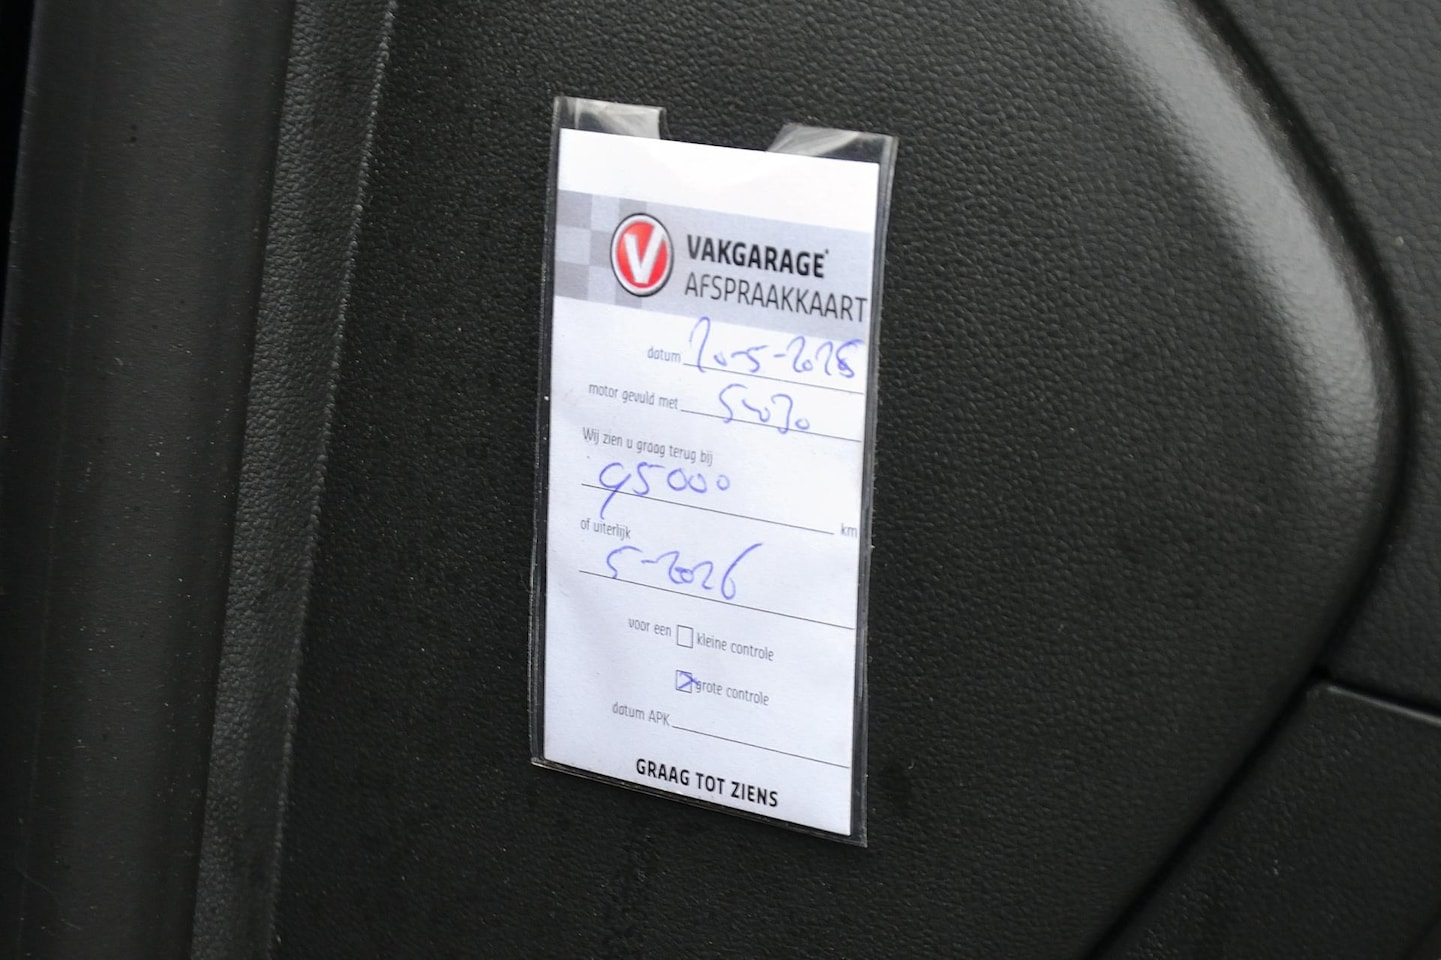 V
VAKGARAGE
AFSPRAAKKAART
datum 20-5-2025
motor gevuld met 5w30
Wij zien u graag terug bij
95000 km
of uiterlijk
5-2026
voor een kleine controle
grote controle
datum APK
GRAAG TOT ZIENS